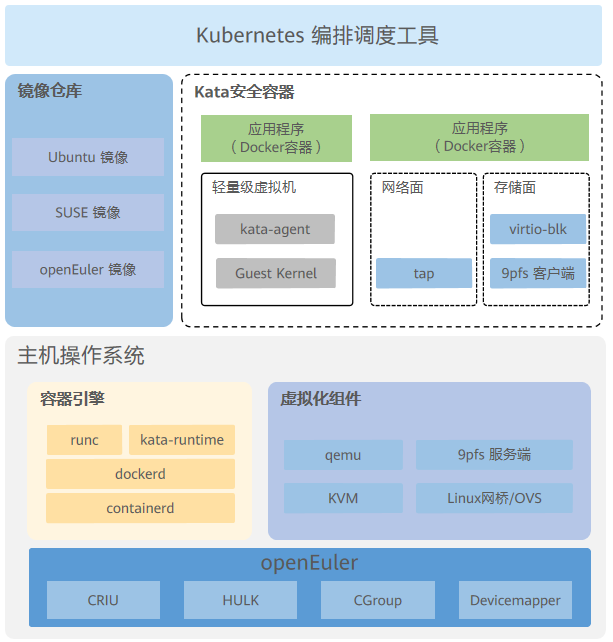 Kubernetes 编排调度工具
镜像仓库
Ubuntu 镜像
SUSE 镜像
openEuler 镜像
Kata安全容器
应用程序
（Docker容器）
应用程序
（Docker容器）
轻量级虚拟机
kata-agent
Guest Kernel
网络面
tap
存储面
virtio-blk
9pfs 客户端
主机操作系统
容器引擎
runc
kata-runtime
dockerd
containerd
虚拟化组件
qemu
9pfs 服务端
KVM
Linux网桥/OVS
openEuler
CRIU
HULK
CGroup
Devicemapper